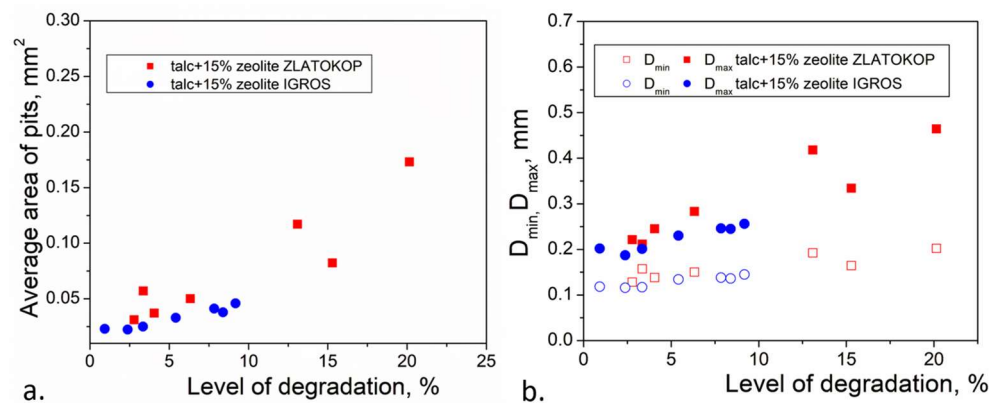 0.30
0.25
0.20
0.15
0.10
0.05
Average area of pits, mm²
talc+15% zeolite ZLATOKOP
talc+15% zeolite IGROS
0 5 10 15 20 25
Level of degradation, %
a.
0.7
0.6
0.5
0.4
0.3
0.2
0.1
0.0
Dmin, Dmax, mm
Dmin Dmax talc+15% zeolite ZLATOKOP
Dmin Dmax talc+15% zeolite IGROS
0 5 10 15 20
Level of degradation, %
b.